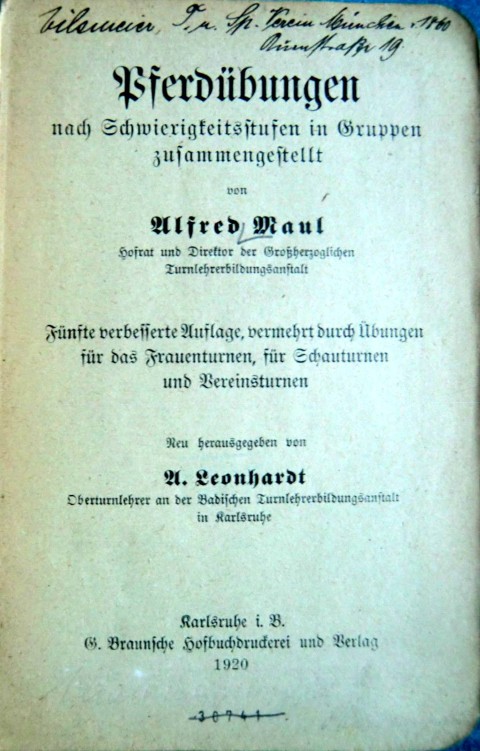 Eilsmeier, T. u. Sp. Verein München v. 1860
19.
Pferdübungen
nach Schwierigkeitsstufen in Gruppen
zusammengestellt
von
Alfred Maul
Hofrat und Direktor der Großherzoglichen
Turnlehrerbildungsanstalt
Fünfte verbesserte Auflage, vermehrt durch Übungen
für das Frauenturnen, für Schauturnen
und Vereinsturnen
Neu herausgegeben von
A. Leonhardt
Oberturnlehrer an der Badischen Turnlehrerbildungsanstalt
in Karlsruhe
Karlsruhe i. B.
G. Braunsche Hofbuchdruckerei und Verlag
1920
30741